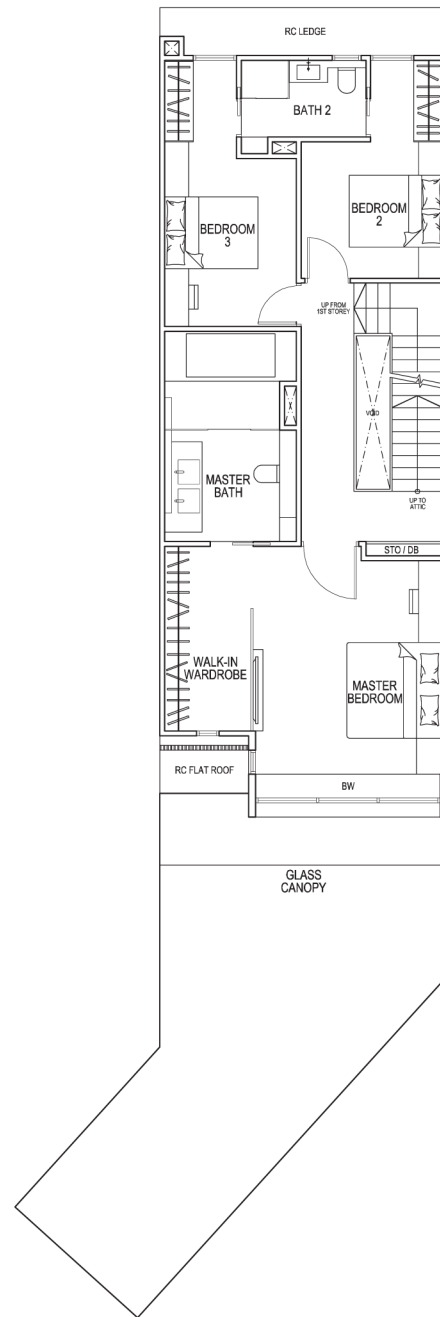 RC LEDGE
BATH 2
BEDROOM
2
BEDROOM
3
UP FROM
1ST STOREY
VOID
MASTER
BATH
UP TO
ATTIC
STO / DB
WALK-IN
WARDROBE
MASTER
BEDROOM
RC FLAT ROOF
BW
GLASS
CANOPY